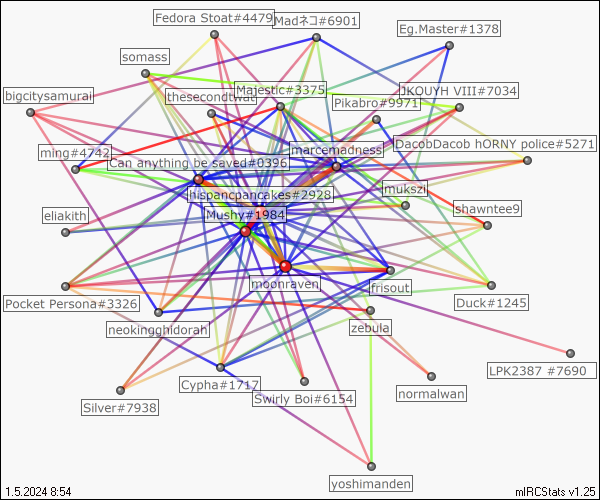 Fedora Stoat#4479
Madネコ#6901
Eg.Master#1378
somass
bigcitysamurai
thesecondtwat
Majestic#3375
JKOUYH VIII#7034
Pikabro#9971
DacobDacob hORNY police#5271
ming#4742
marcemadness
Can anything be saved#0396
mukszi
hispancpancakes#2928
eliakith
Mushy#1984
shawntee9
moonraven
frisout
Pocket Persona#3326
Duck#1245
neokingghidorah
zebula
Cypha#1717
LPK2387 #7690
Silver#7938
Swirly Boi#6154
normalwan
yoshimanden
1.5.2024 8:54
mIRCStats v1.25